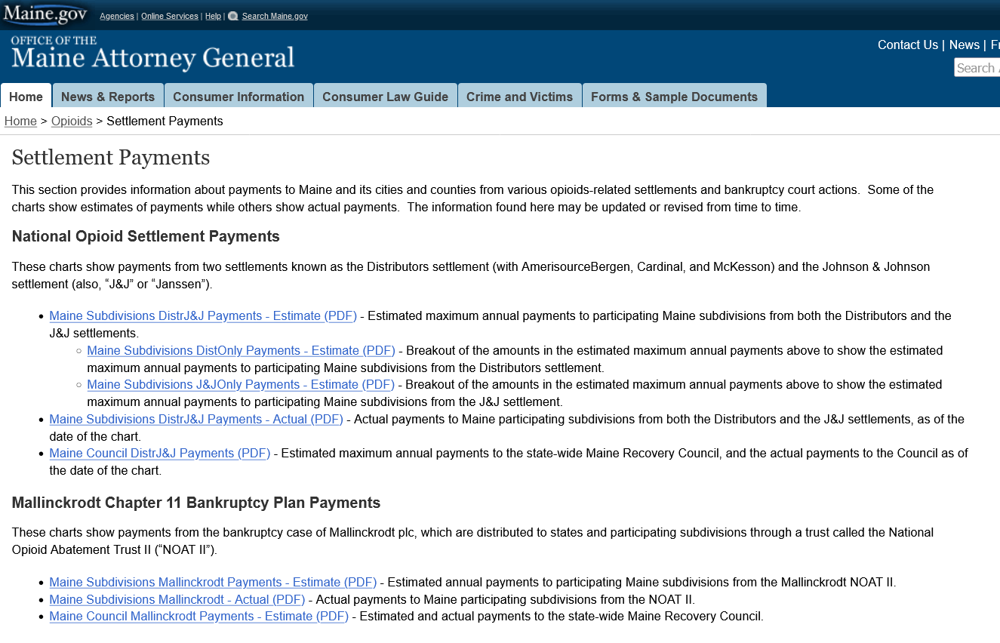 Maine.gov Agencies | Online Services | Help | Search Maine.gov
OFFICE OF THE
Maine Attorney General
Contact Us | News |
Search
Home News & Reports Consumer Information Consumer Law Guide Crime and Victims Forms & Sample Documents
Home > Opioids > Settlement Payments
Settlement Payments
This section provides information about payments to Maine and its cities and counties from various opioids-related settlements and bankruptcy court actions.  Some of the
charts show estimates of payments while others show actual payments.  The information found here may be updated or revised from time to time.
National Opioid Settlement Payments
These charts show payments from two settlements known as the Distributors settlement (with AmerisourceBergen, Cardinal, and McKesson) and the Johnson & Johnson
settlement (also, “J&J” or “Janssen”).
• Maine Subdivisions DistrJ&J Payments - Estimate (PDF) - Estimated maximum annual payments to participating Maine subdivisions from both the Distributors and the
J&J settlements.
○ Maine Subdivisions DistOnly Payments - Estimate (PDF) - Breakout of the amounts in the estimated maximum annual payments above to show the estimated
maximum annual payments to participating Maine subdivisions from the Distributors settlement.
○ Maine Subdivisions J&JOnly Payments - Estimate (PDF) - Breakout of the amounts in the estimated maximum annual payments above to show the estimated
maximum annual payments to participating Maine subdivisions from the J&J settlement.
• Maine Subdivisions DistrJ&J Payments - Actual (PDF) - Actual payments to Maine participating subdivisions from both the Distributors and the J&J settlements, as of the
date of the chart.
• Maine Council DistrJ&J Payments (PDF) - Estimated maximum annual payments to the state-wide Maine Recovery Council, and the actual payments to the Council as of
the date of the chart.
Mallinckrodt Chapter 11 Bankruptcy Plan Payments
These charts show payments from the bankruptcy case of Mallinckrodt plc, which are distributed to states and participating subdivisions through a trust called the National
Opioid Abatement Trust II (“NOAT II”).
• Maine Subdivisions Mallinckrodt Payments - Estimate (PDF) - Estimated annual payments to participating Maine subdivisions from the Mallinckrodt NOAT II.
• Maine Subdivisions Mallinckrodt - Actual (PDF) - Actual payments to Maine participating subdivisions from the NOAT II.
• Maine Council Mallinckrodt Payments - Estimate (PDF) - Estimated and actual payments to the state-wide Maine Recovery Council.